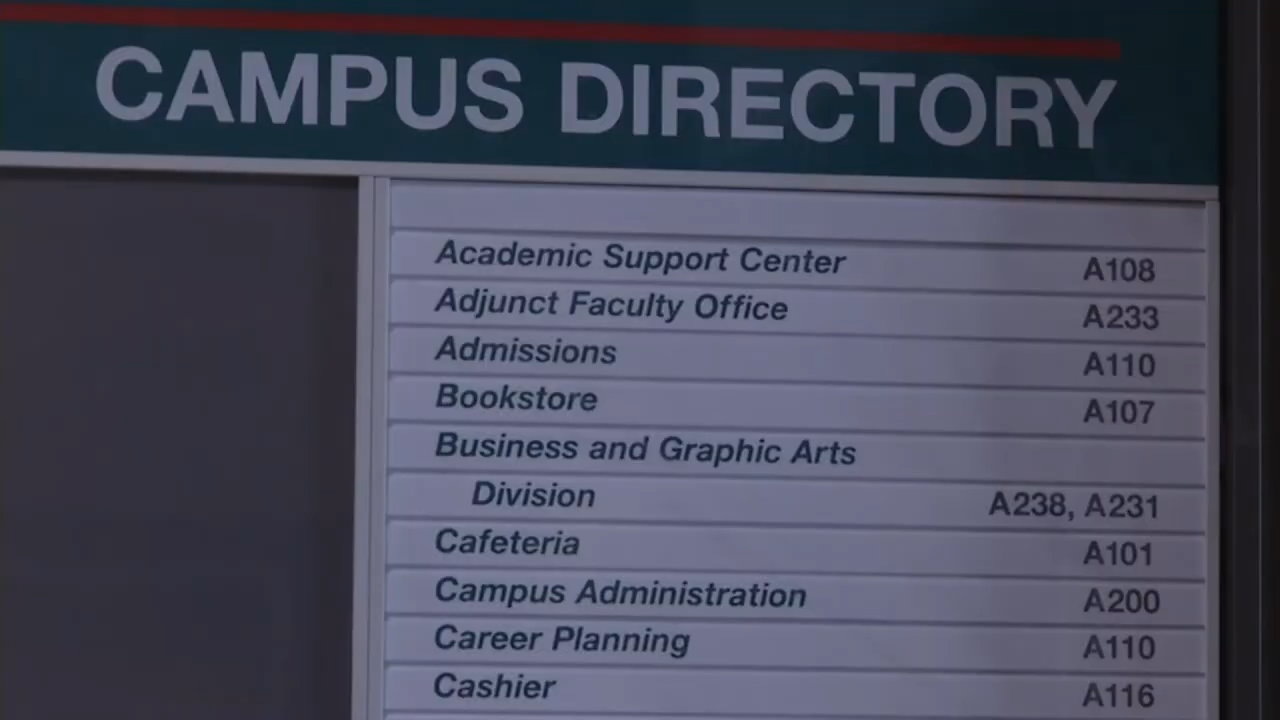 CAMPUS DIRECTORY
Academic Support Center A108
Adjunct Faculty Office A233
Admissions A110
Bookstore A107
Business and Graphic Arts
Division A238, A231
Cafeteria A101
Campus Administration A200
Career Planning A110
Cashier A116